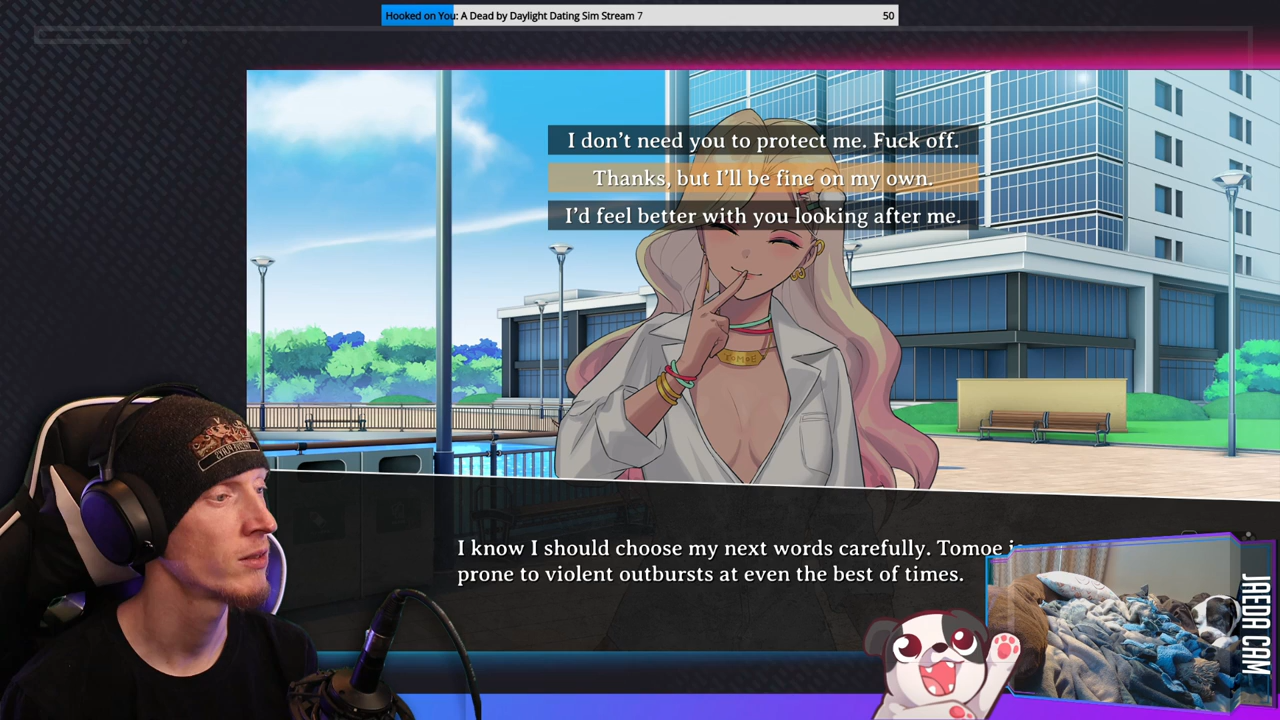 Hooked on You: A Dead by Daylight Dating Sim Stream 7
50
I don't need you to protect me. Fuck off.
Thanks, but I'll be fine on my own.
I'd feel better with you looking after me.
TOMOE
I know I should choose my next words carefully. Tomoe is
prone to violent outbursts at even the best of times.
JAEDA CAM